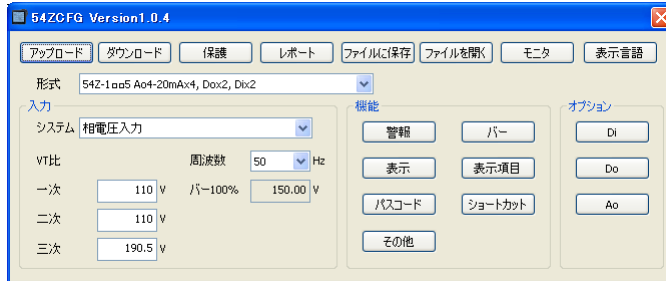 54ZCFG Version1.0.4
アップロード ダウンロード 保護 レポート ファイルに保存 ファイルを開く モニタ 表示言語
形式 54Z-1□□5 Ao4-20mAx4, Dox2, Dix2
入力 機能 オプション
システム 相電圧入力 警報 バー Di
VT比 周波数 50 Hz 表示 表示項目 Do
一次 110 V バー100% 150.00 V パスコード ショートカット Ao
二次 110 V
三次 190.5 V その他